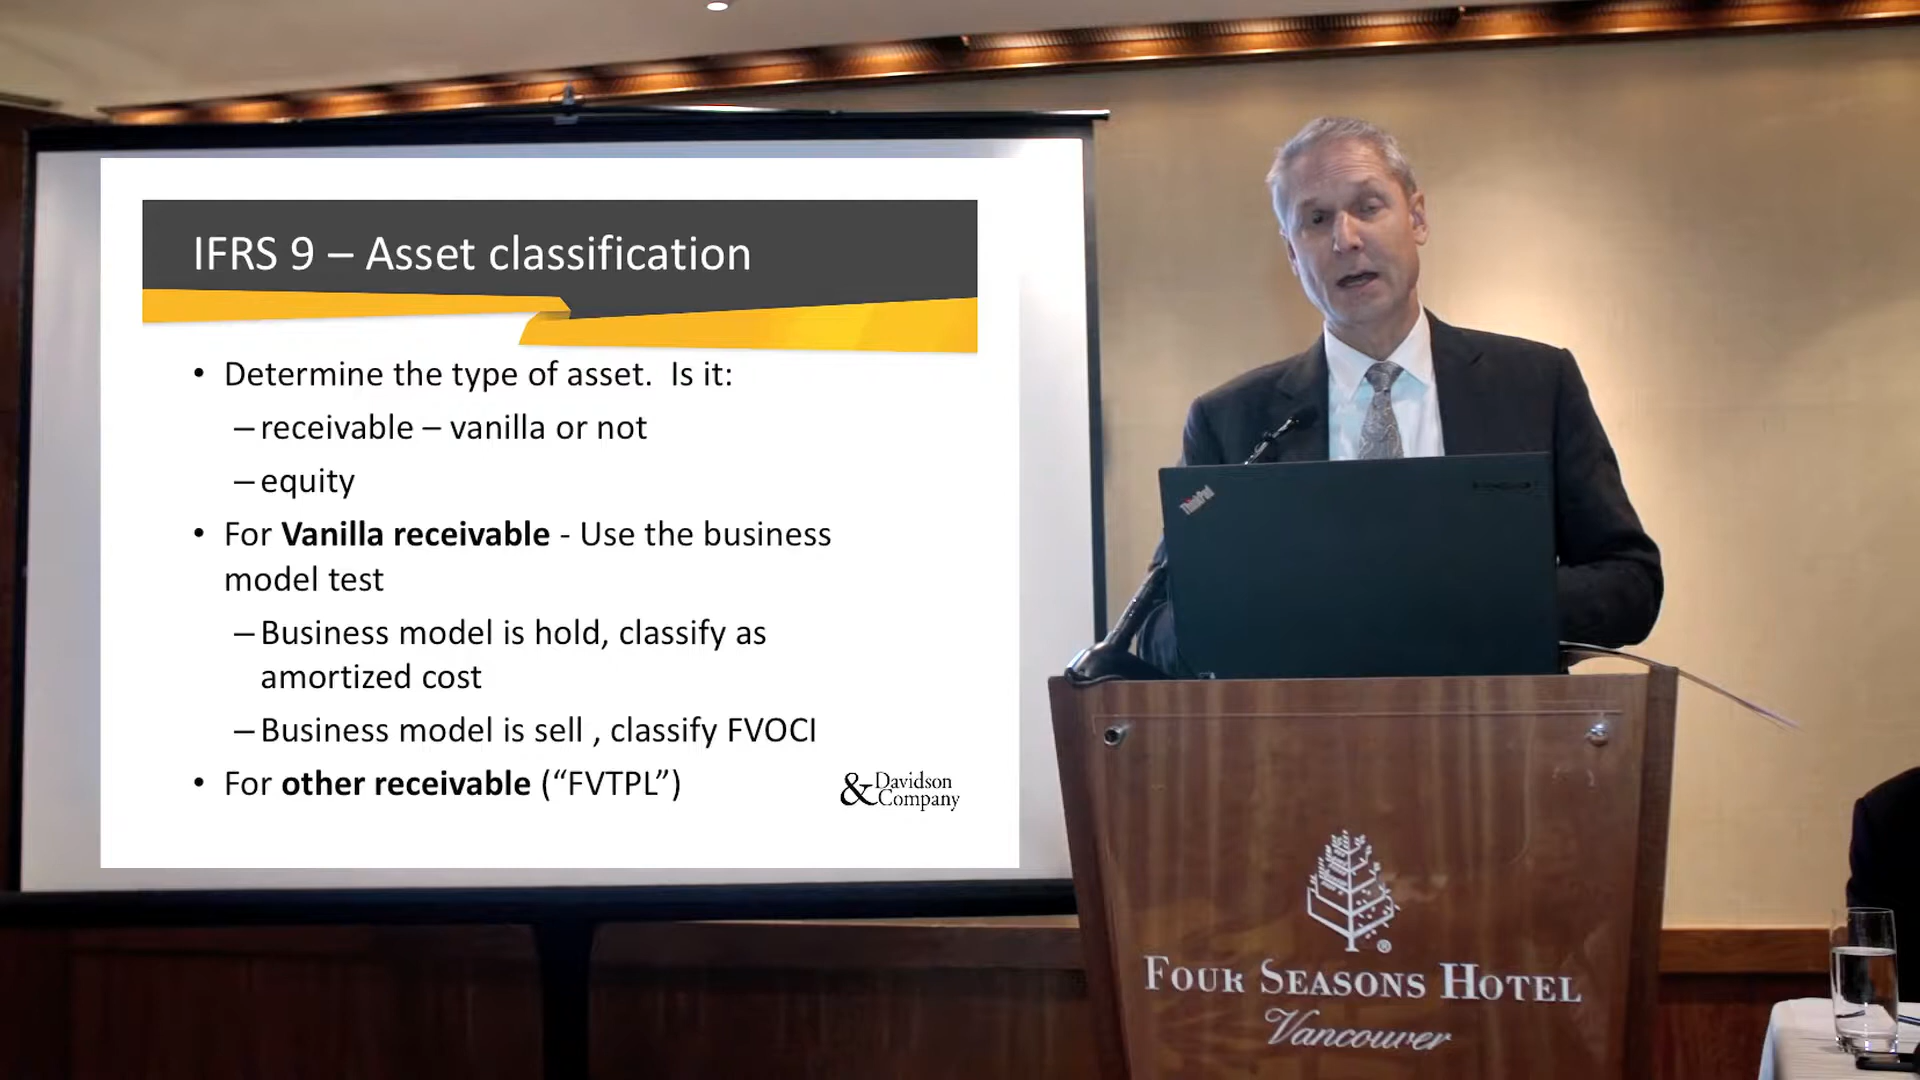 IFRS 9 – Asset classification
• Determine the type of asset.  Is it:
– receivable – vanilla or not
– equity
• For Vanilla receivable - Use the business
model test
– Business model is hold, classify as
amortized cost
– Business model is sell , classify FVOCI
• For other receivable (“FVTPL”)
& Davidson
Company
ThinkPad
®
FOUR SEASONS HOTEL
Vancouver